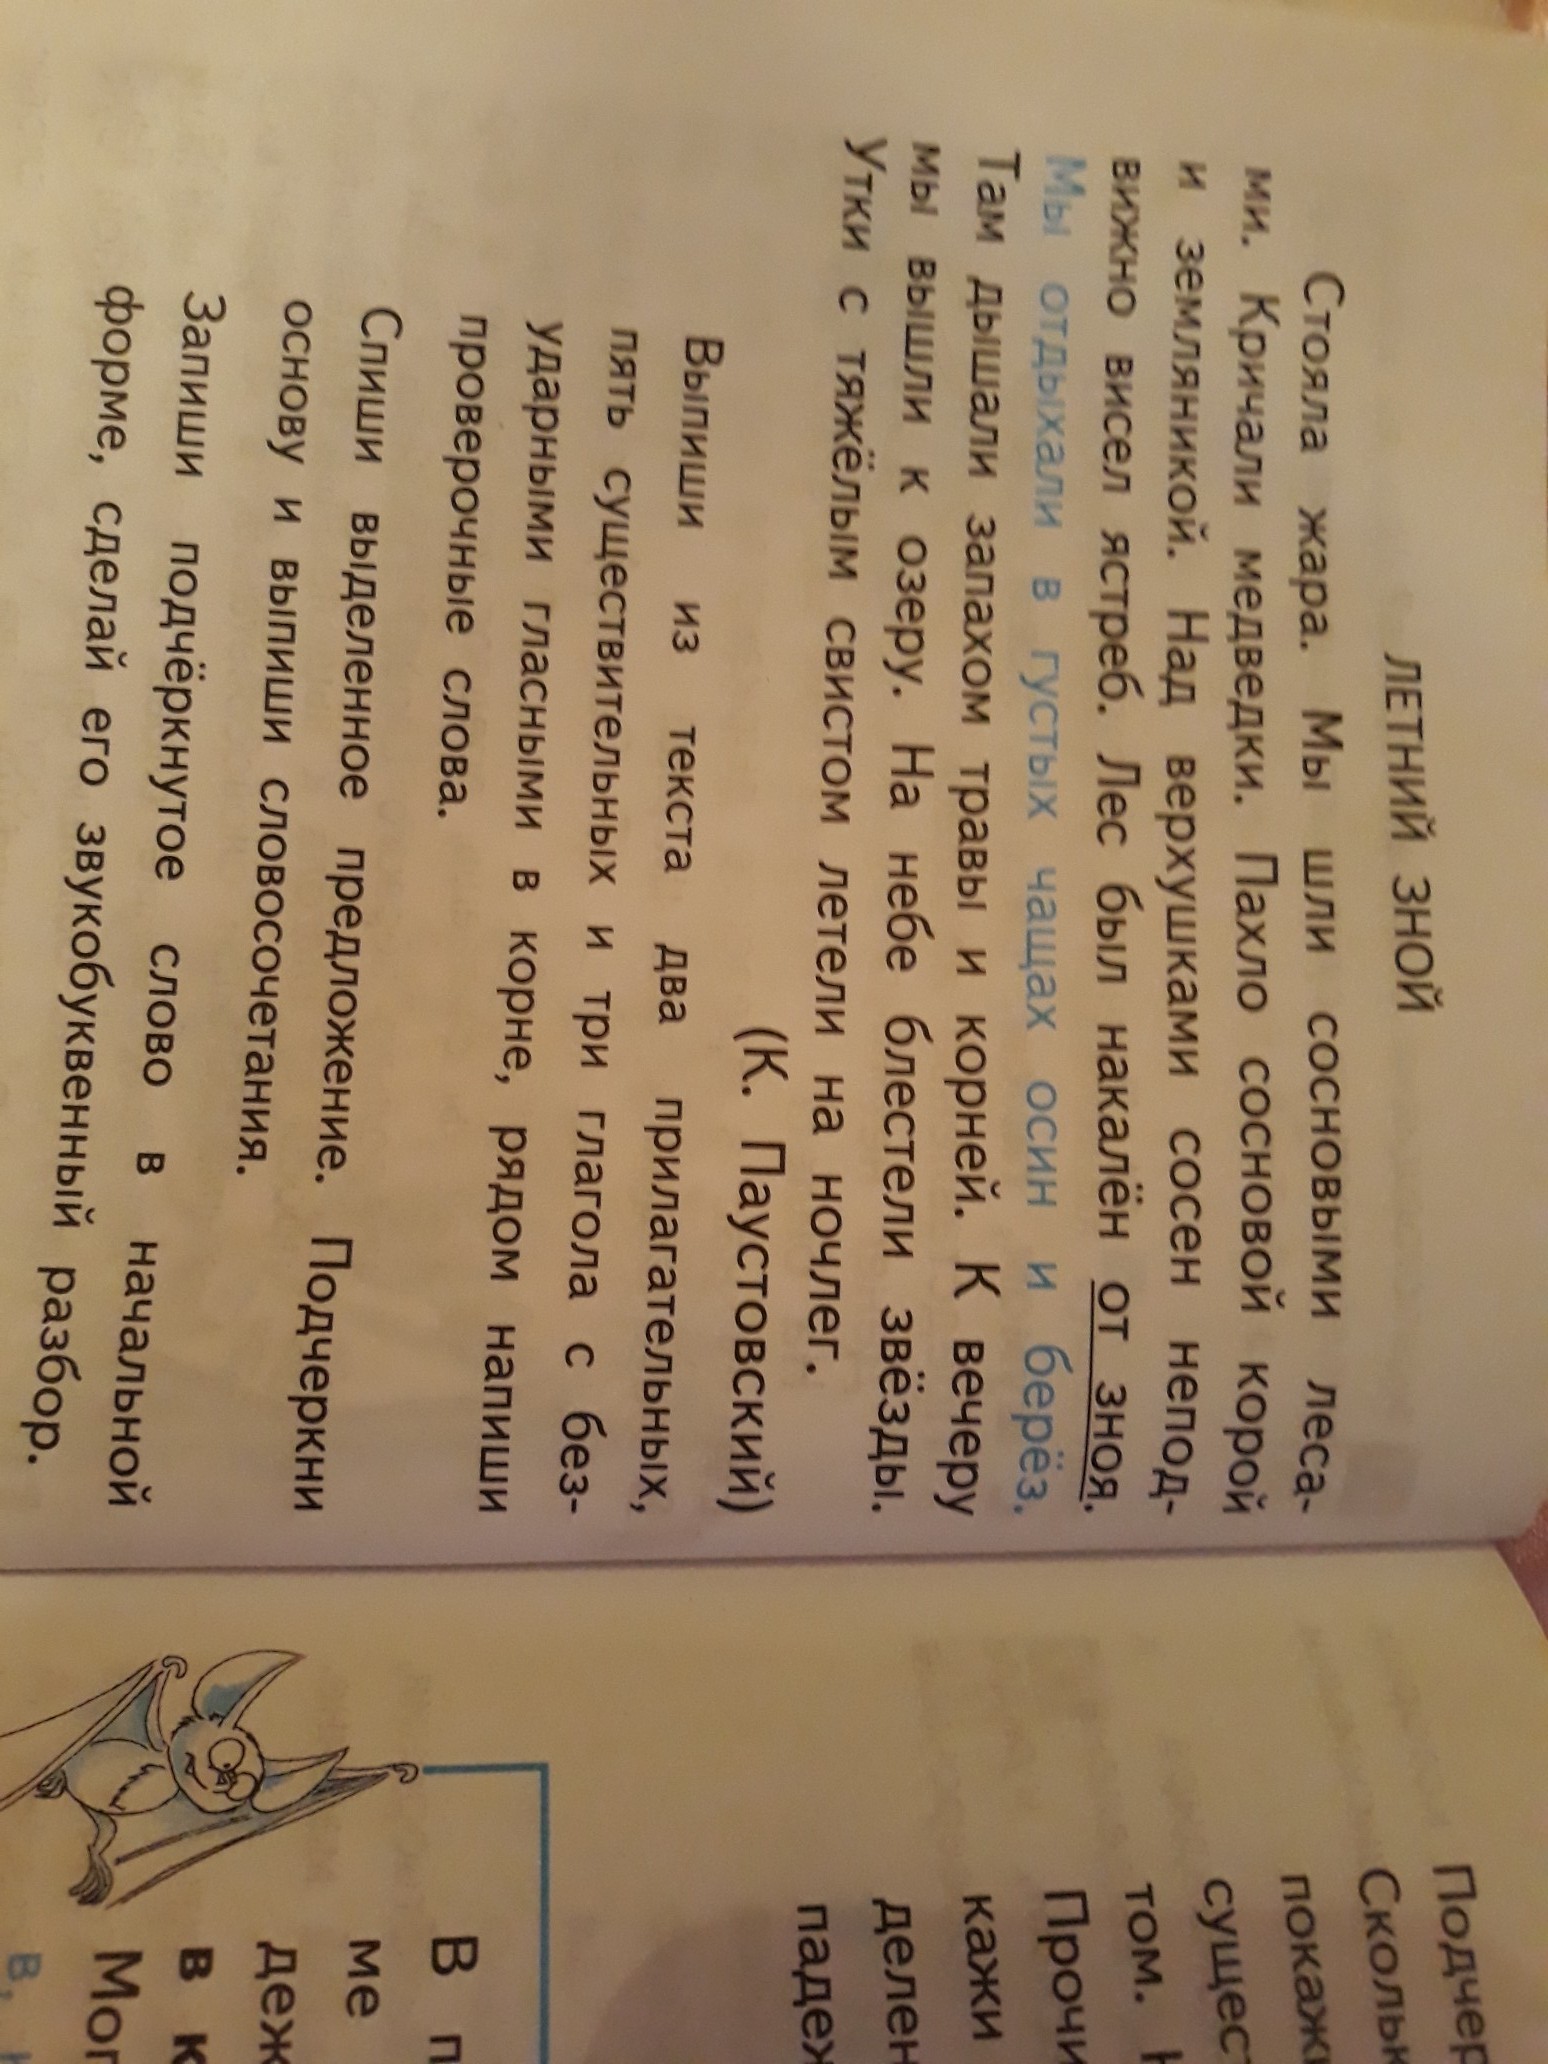 ЛЕТНИЙ ЗНОЙ
Стояла жара. Мы шли сосновыми леса-
ми. Кричали медведки. Пахло сосновой корой
и земляникой. Над верхушками сосен непод-
вижно висел ястреб. Лес был накалён от зноя.
Мы отдыхали в густых чащах осин и берёз.
Там дышали запахом травы и корней. К вечеру
мы вышли к озеру. На небе блестели звёзды.
Утки с тяжёлым свистом летели на ночлег.
(К. Паустовский)
Выпиши из текста два прилагательных,
пять существительных и три глагола с без-
ударными гласными в корне, рядом напиши
проверочные слова.
Спиши выделенное предложение. Подчеркни
основу и выпиши словосочетания.
Запиши подчёркнутое слово в начальной
форме, сделай его звукобуквенный разбор.
Подчер
Скольк
покажи
сущест
том.
Прочи
кажи
делен
падеж
В п
ме
деж
в к
Мог
в,